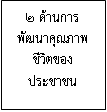 ๒ ด้านการ
พัฒนาคุณภาพ
ชีวิตของ
ประชาชน